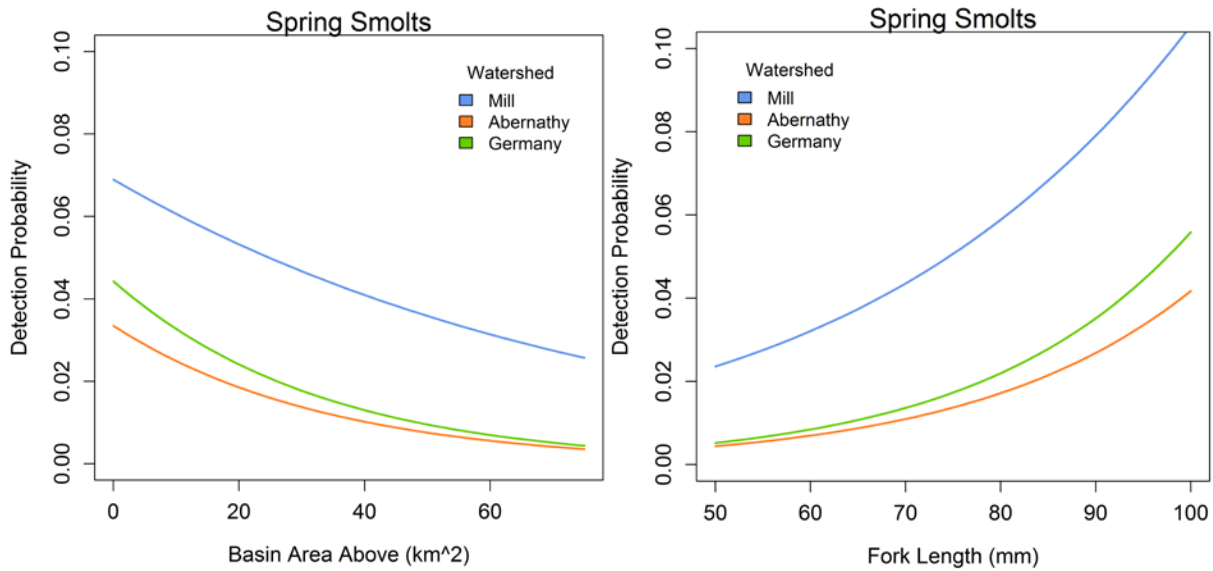 Spring Smolts
Detection Probability
0.00
0.02
0.04
0.06
0.08
0.10
Watershed
Mill
Abernathy
Germany
0 20 40 60
Basin Area Above (km^2)
Spring Smolts
Detection Probability
0.00
0.02
0.04
0.06
0.08
0.10
Watershed
Mill
Abernathy
Germany
50 60 70 80 90 100
Fork Length (mm)